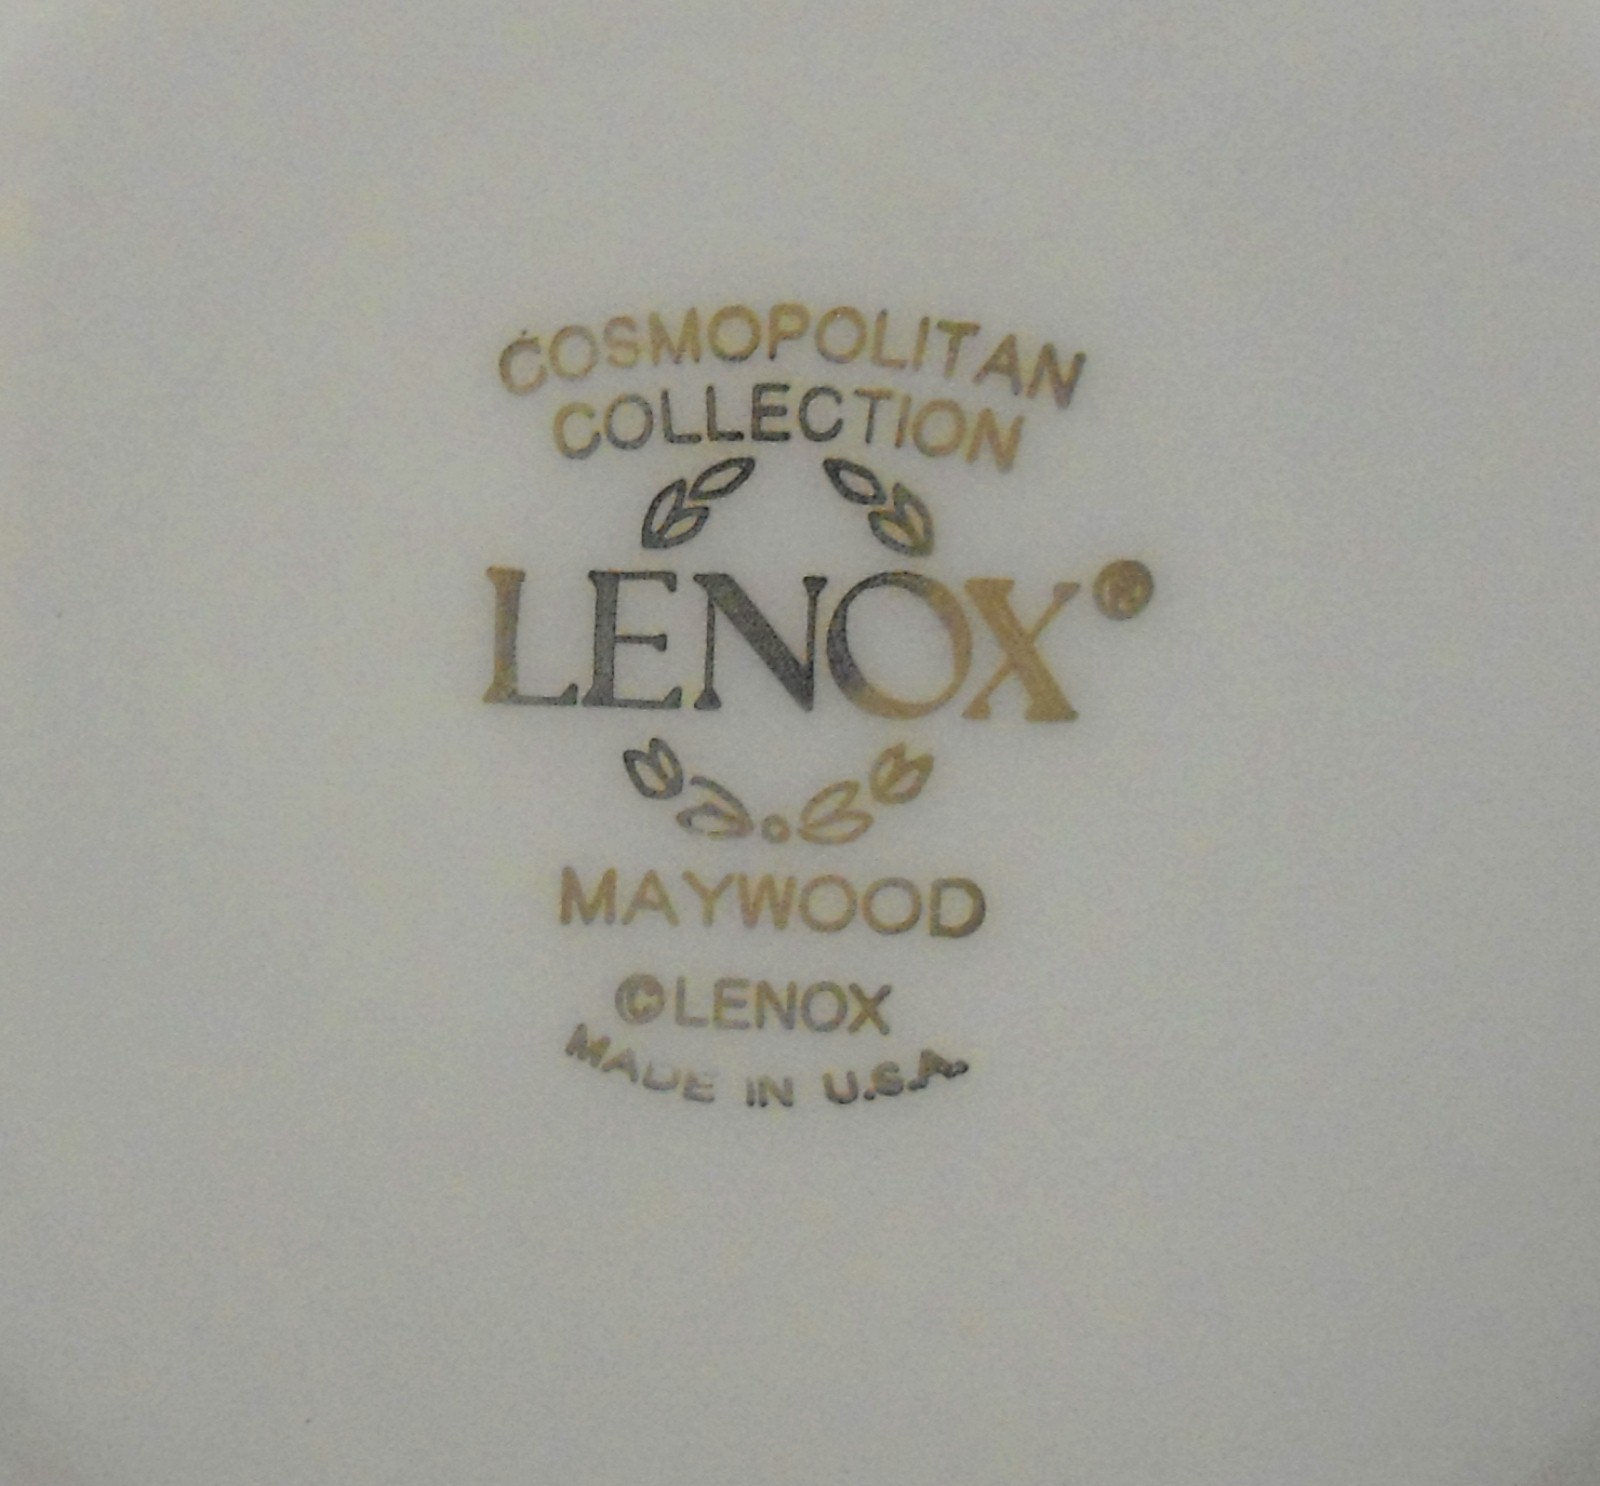 COSMOPOLITAN
COLLECTION
LENOX®
MAYWOOD
©LENOX
MADE IN U.S.A.